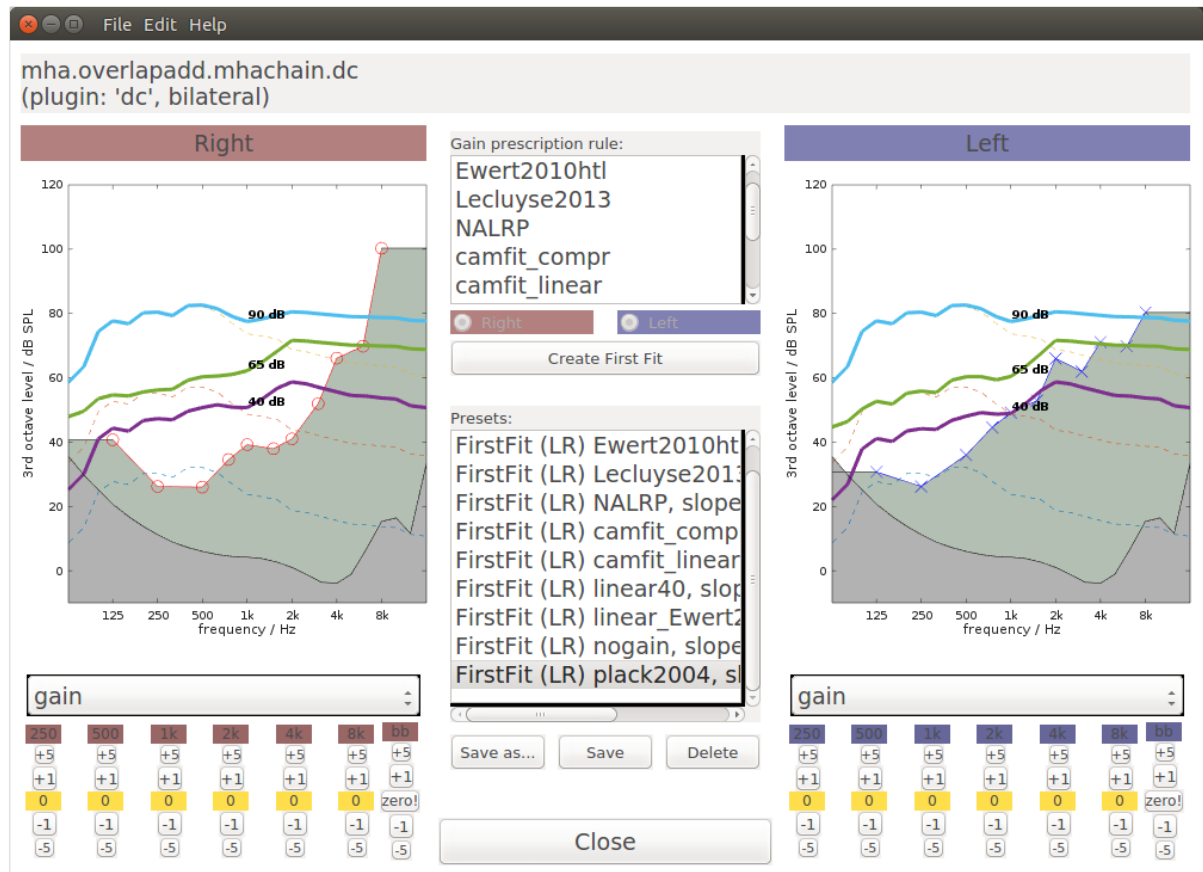 File Edit Help
mha.overlapadd.mhachain.dc
(plugin: 'dc', bilateral)
Right
120
100
80
60
40
20
0
3rd octave level / dB SPL
90 dB
65 dB
40 dB
125 250 500 1k 2k 4k 8k
frequency / Hz
gain
250 500 1k 2k 4k 8k bb
+5 +5 +5 +5 +5 +5 +5
+1 +1 +1 +1 +1 +1 +1
0 0 0 0 0 0 zero!
-1 -1 -1 -1 -1 -1 -1
-5 -5 -5 -5 -5 -5 -5
Gain prescription rule:
Ewert2010htl
Lecluyse2013
NALRP
camfit_compr
camfit_linear
Right Left
Create First Fit
Presets:
FirstFit (LR) Ewert2010ht
FirstFit (LR) Lecluyse201
FirstFit (LR) NALRP, slope
FirstFit (LR) camfit_comp
FirstFit (LR) camfit_linear
FirstFit (LR) linear40, slop
FirstFit (LR) linear_Ewert2
FirstFit (LR) nogain, slope
FirstFit (LR) plack2004, sl
Save as... Save Delete
Close
Left
120
100
80
60
40
20
0
3rd octave level / dB SPL
90 dB
65 dB
40 dB
125 250 500 1k 2k 4k 8k
frequency / Hz
gain
250 500 1k 2k 4k 8k bb
+5 +5 +5 +5 +5 +5 +5
+1 +1 +1 +1 +1 +1 +1
0 0 0 0 0 0 zero!
-1 -1 -1 -1 -1 -1 -1
-5 -5 -5 -5 -5 -5 -5